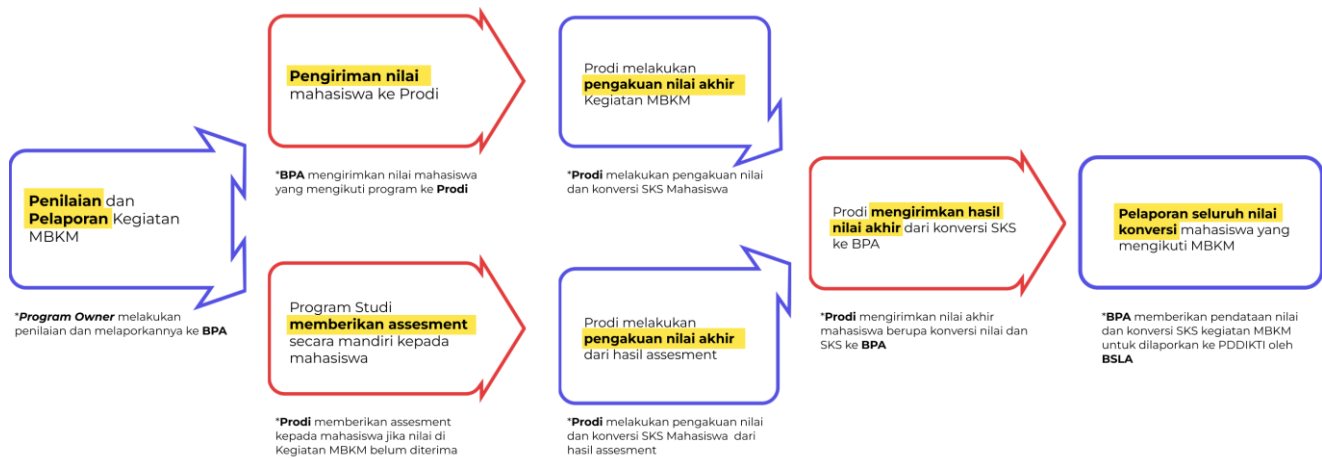 Penilaian dan
Pelaporan Kegiatan
MBKM
*Program Owner melakukan
penilaian dan melaporkannya ke BPA
Pengiriman nilai
mahasiswa ke Prodi
*BPA mengirimkan nilai mahasiswa
yang mengikuti program ke Prodi
Prodi melakukan
pengakuan nilai akhir
Kegiatan MBKM
*Prodi melakukan pengakuan nilai
dan konversi SKS Mahasiswa
Program Studi
memberikan assesment
secara mandiri kepada
mahasiswa
*Prodi memberikan assesment
kepada mahasiswa jika nilai di
Kegiatan MBKM belum diterima
Prodi melakukan
pengakuan nilai akhir
dari hasil assesment
*Prodi melakukan pengakuan nilai
dan konversi SKS Mahasiswa dari
hasil assesment
Prodi mengirimkan hasil
nilai akhir dari konversi SKS
ke BPA
*Prodi mengirimkan nilai akhir
mahasiswa berupa konversi nilai dan
SKS ke BPA
Pelaporan seluruh nilai
konversi mahasiswa yang
mengikuti MBKM
*BPA memberikan pendataan nilai
dan konversi SKS kegiatan MBKM
untuk dilaporkan ke PDDIKTI oleh
BSLA